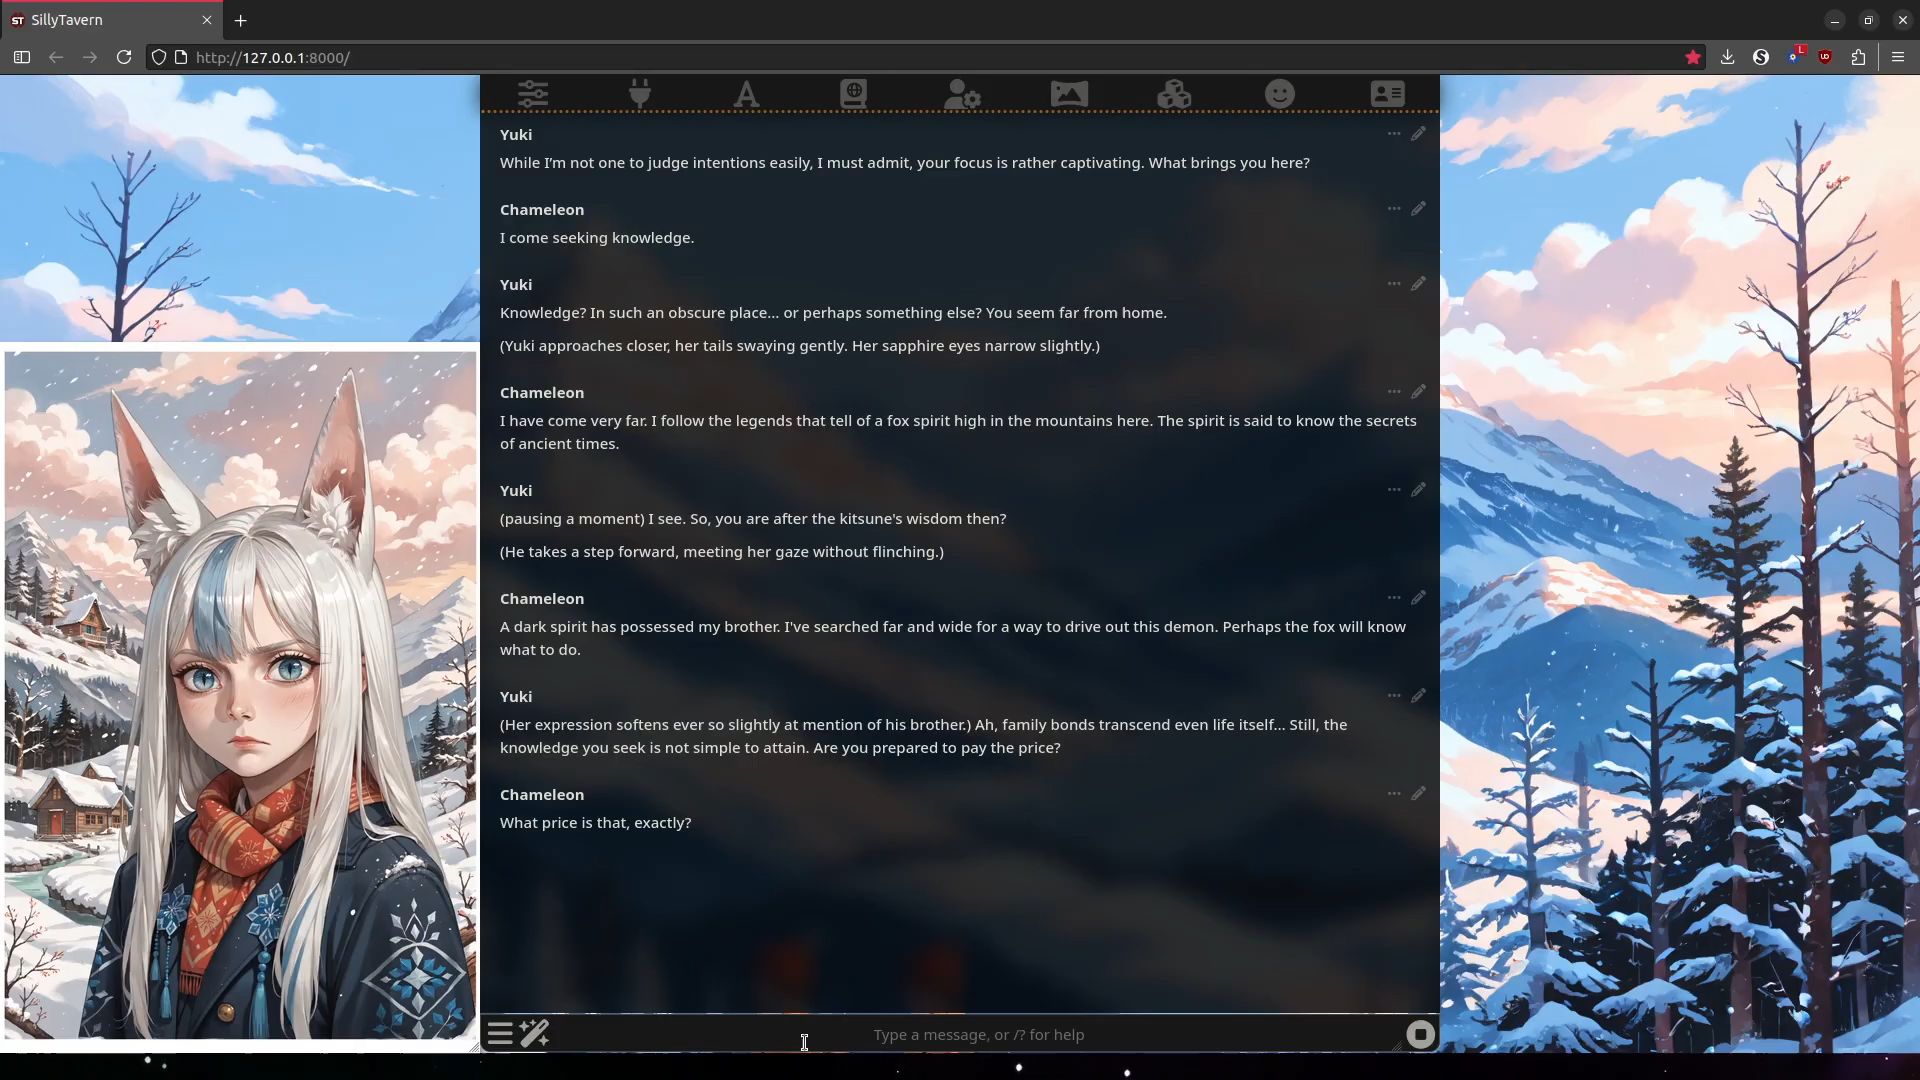 SillyTavern
http://127.0.0.1:8000/
Yuki
While I’m not one to judge intentions easily, I must admit, your focus is rather captivating. What brings you here?
Chameleon
I come seeking knowledge.
Yuki
Knowledge? In such an obscure place... or perhaps something else? You seem far from home.
(Yuki approaches closer, her tails swaying gently. Her sapphire eyes narrow slightly.)
Chameleon
I have come very far. I follow the legends that tell of a fox spirit high in the mountains here. The spirit is said to know the secrets
of ancient times.
Yuki
(pausing a moment) I see. So, you are after the kitsune's wisdom then?
(He takes a step forward, meeting her gaze without flinching.)
Chameleon
A dark spirit has possessed my brother. I've searched far and wide for a way to drive out this demon. Perhaps the fox will know
what to do.
Yuki
(Her expression softens ever so slightly at mention of his brother.) Ah, family bonds transcend even life itself... Still, the
knowledge you seek is not simple to attain. Are you prepared to pay the price?
Chameleon
What price is that, exactly?
Type a message, or /? for help